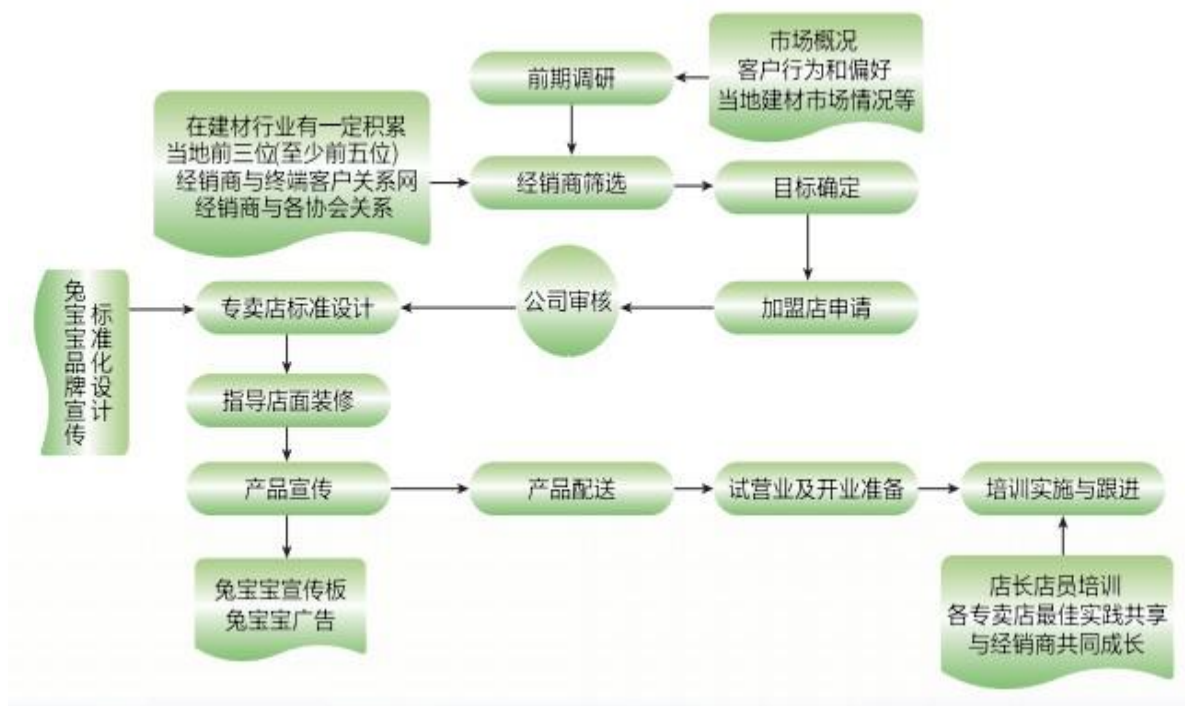 市场概况
客户行为和偏好
当地建材市场情况等
前期调研
在建材行业有一定积累
当地前三位(至少前五位)
经销商与终端客户关系网
经销商与各协会关系
经销商筛选
目标确定
兔宝宝品牌宣传
标准化设计
专卖店标准设计
公司审核
加盟店申请
指导店面装修
产品宣传
产品配送
试营业及开业准备
培训实施与跟进
兔宝宝宣传板
兔宝宝广告
店长店员培训
各专卖店最佳实践共享
与经销商共同成长